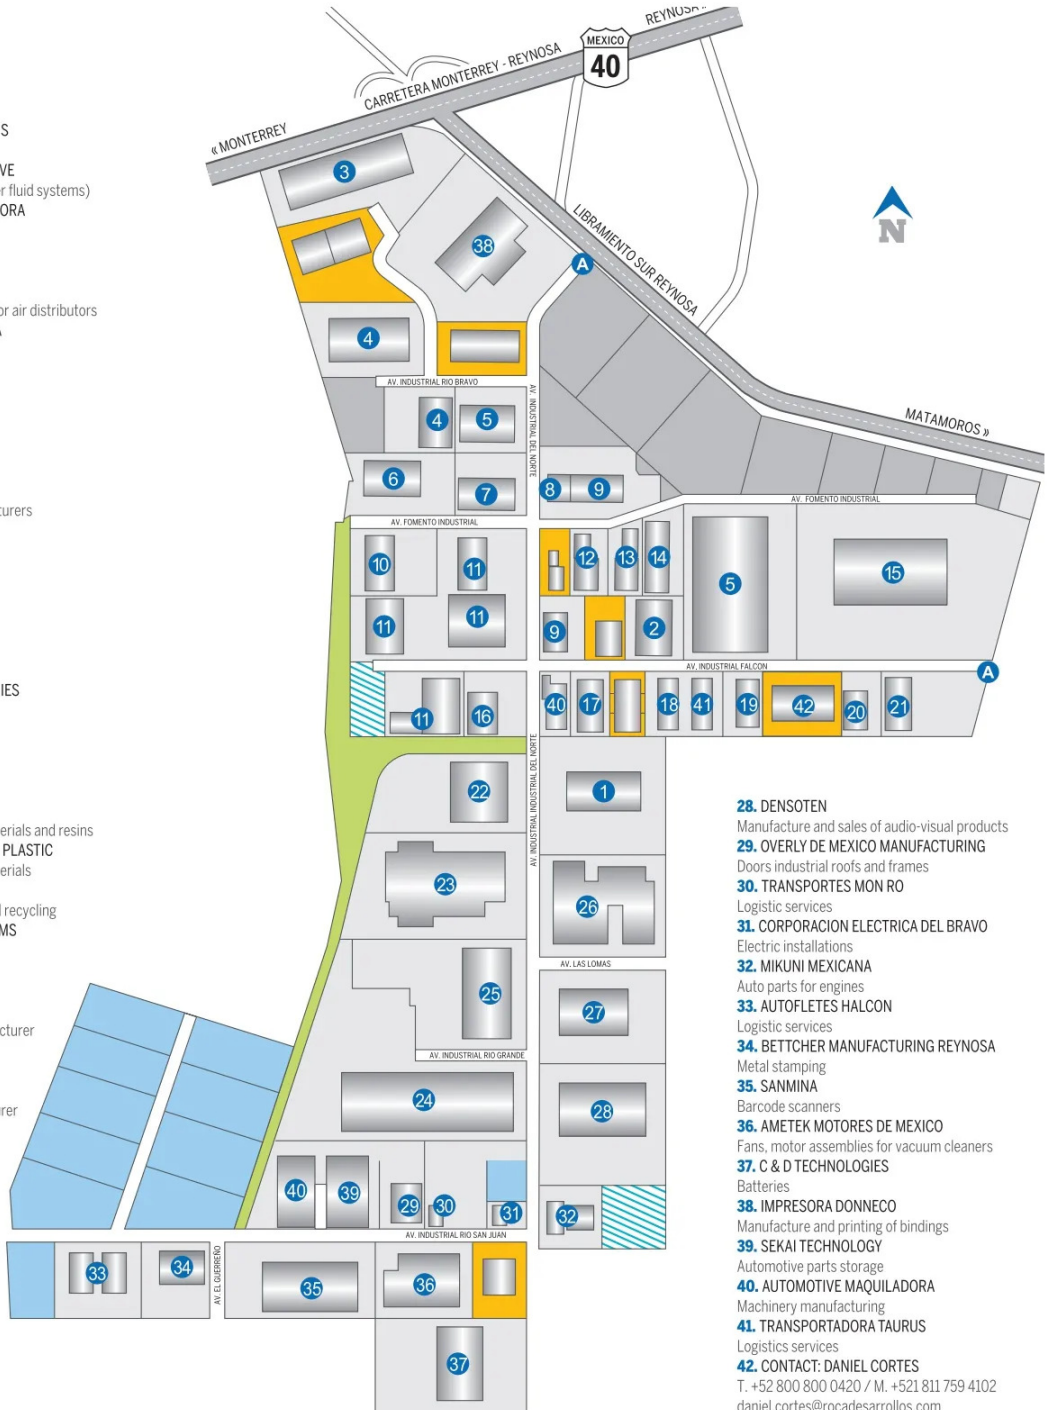 REYNOSA »
MEXICO
40
CARRETERA MONTERREY - REYNOSA
« MONTERREY
3
38
A
LIBRAMIENTO SUR REYNOSA
N
4
AV. INDUSTRIAL RIO BRAVO
AV. INDUSTRIAL DEL NORTE
MATAMOROS »
4
5
6
7
8
9
AV. FOMENTO INDUSTRIAL
AV. FOMENTO INDUSTRIAL
10
11
12
13
14
5
15
11
11
9
2
AV. INDUSTRIAL FALCON
A
11
16
40
17
18
41
19
42
20
21
AV. INDUSTRIAL INDUSTRIAL DEL NORTE
22
1
23
26
AV. LAS LOMAS
25
27
AV. INDUSTRIAL RIO GRANDE
24
28
40
39
29
30
31
32
AV. INDUSTRIAL RIO SAN JUAN
AV. EL GUERREÑO
33
34
35
36
37
S
VE
er fluid systems)
ORA
or air distributors
A
turers
IES
erials and resins
PLASTIC
erials
d recycling
MS
cturer
urer
28. DENSOTEN
Manufacture and sales of audio-visual products
29. OVERLY DE MEXICO MANUFACTURING
Doors industrial roofs and frames
30. TRANSPORTES MON RO
Logistic services
31. CORPORACION ELECTRICA DEL BRAVO
Electric installations
32. MIKUNI MEXICANA
Auto parts for engines
33. AUTOFLETES HALCON
Logistic services
34. BETTCHER MANUFACTURING REYNOSA
Metal stamping
35. SANMINA
Barcode scanners
36. AMETEK MOTORES DE MEXICO
Fans, motor assemblies for vacuum cleaners
37. C & D TECHNOLOGIES
Batteries
38. IMPRESORA DONNECO
Manufacture and printing of bindings
39. SEKAI TECHNOLOGY
Automotive parts storage
40. AUTOMOTIVE MAQUILADORA
Machinery manufacturing
41. TRANSPORTADORA TAURUS
Logistics services
42. CONTACT: DANIEL CORTES
T. +52 800 800 0420 / M. +521 811 759 4102
daniel.cortes@rocadesarrollos.com